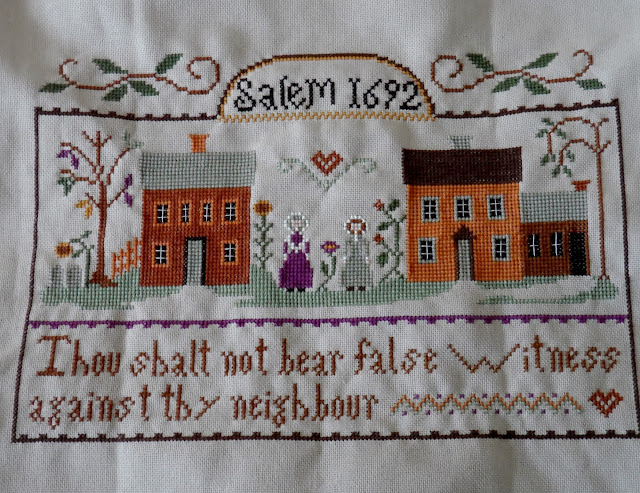 Salem 1692
Thou shalt not bear false witness
against thy neighbour